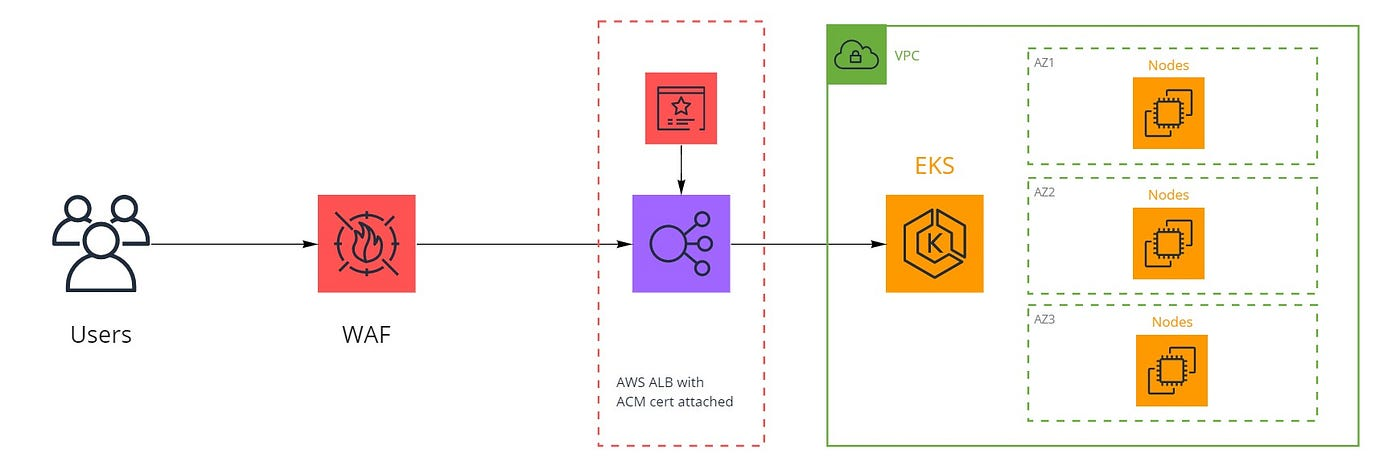 Users
WAF
AWS ALB with
ACM cert attached
VPC
EKS
K
AZ1
Nodes
AZ2
Nodes
AZ3
Nodes